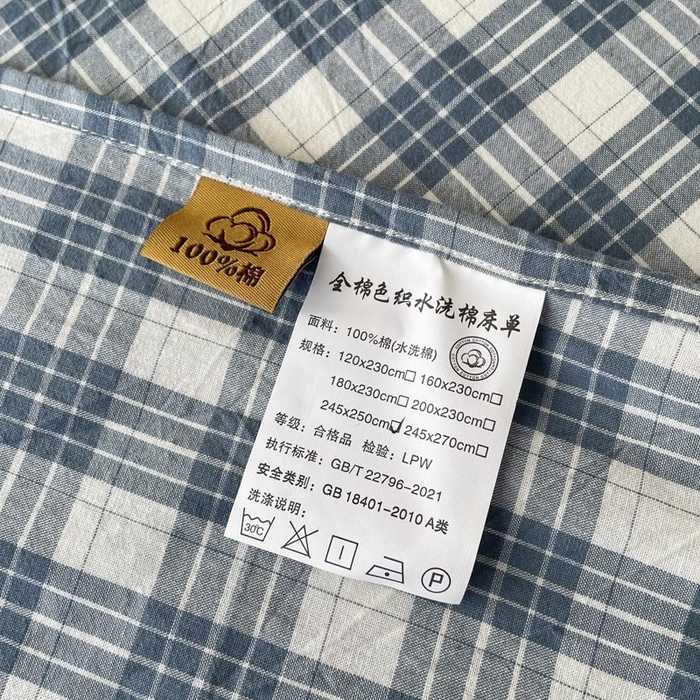 100%棉
全棉色织水洗棉床单
面料：100%棉(水洗棉)
规格：120x230cm☐ 160x230cm☐
180x230cm☐ 200x230cm☐
245x250cm☑ 245x270cm☐
等级：合格品 检验：LPW
执行标准：GB/T 22796-2021
安全类别：GB 18401-2010 A类
洗涤说明：
30℃
P